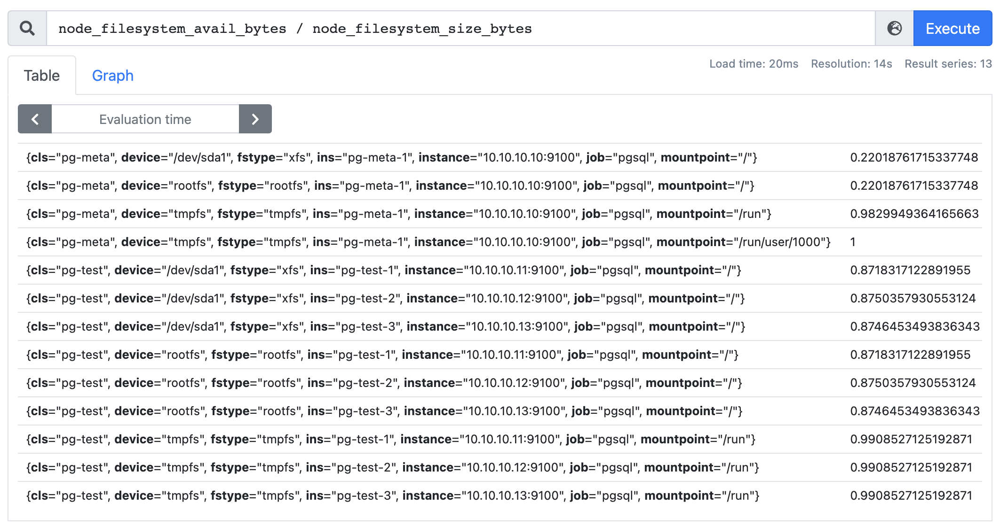 node_filesystem_avail_bytes / node_filesystem_size_bytes
Execute
Table
Graph
Load time: 20ms Resolution: 14s Result series: 13
Evaluation time
{cls="pg-meta", device="/dev/sda1", fstype="xfs", ins="pg-meta-1", instance="10.10.10.10:9100", job="pgsql", mountpoint="/"} 0.22018761715337748
{cls="pg-meta", device="rootfs", fstype="rootfs", ins="pg-meta-1", instance="10.10.10.10:9100", job="pgsql", mountpoint="/"} 0.22018761715337748
{cls="pg-meta", device="tmpfs", fstype="tmpfs", ins="pg-meta-1", instance="10.10.10.10:9100", job="pgsql", mountpoint="/run"} 0.9829949364165663
{cls="pg-meta", device="tmpfs", fstype="tmpfs", ins="pg-meta-1", instance="10.10.10.10:9100", job="pgsql", mountpoint="/run/user/1000"} 1
{cls="pg-test", device="/dev/sda1", fstype="xfs", ins="pg-test-1", instance="10.10.10.11:9100", job="pgsql", mountpoint="/"} 0.8718317122891955
{cls="pg-test", device="/dev/sda1", fstype="xfs", ins="pg-test-2", instance="10.10.10.12:9100", job="pgsql", mountpoint="/"} 0.8750357930553124
{cls="pg-test", device="/dev/sda1", fstype="xfs", ins="pg-test-3", instance="10.10.10.13:9100", job="pgsql", mountpoint="/"} 0.8746453493836343
{cls="pg-test", device="rootfs", fstype="rootfs", ins="pg-test-1", instance="10.10.10.11:9100", job="pgsql", mountpoint="/"} 0.8718317122891955
{cls="pg-test", device="rootfs", fstype="rootfs", ins="pg-test-2", instance="10.10.10.12:9100", job="pgsql", mountpoint="/"} 0.8750357930553124
{cls="pg-test", device="rootfs", fstype="rootfs", ins="pg-test-3", instance="10.10.10.13:9100", job="pgsql", mountpoint="/"} 0.8746453493836343
{cls="pg-test", device="tmpfs", fstype="tmpfs", ins="pg-test-1", instance="10.10.10.11:9100", job="pgsql", mountpoint="/run"} 0.9908527125192871
{cls="pg-test", device="tmpfs", fstype="tmpfs", ins="pg-test-2", instance="10.10.10.12:9100", job="pgsql", mountpoint="/run"} 0.9908527125192871
{cls="pg-test", device="tmpfs", fstype="tmpfs", ins="pg-test-3", instance="10.10.10.13:9100", job="pgsql", mountpoint="/run"} 0.9908527125192871